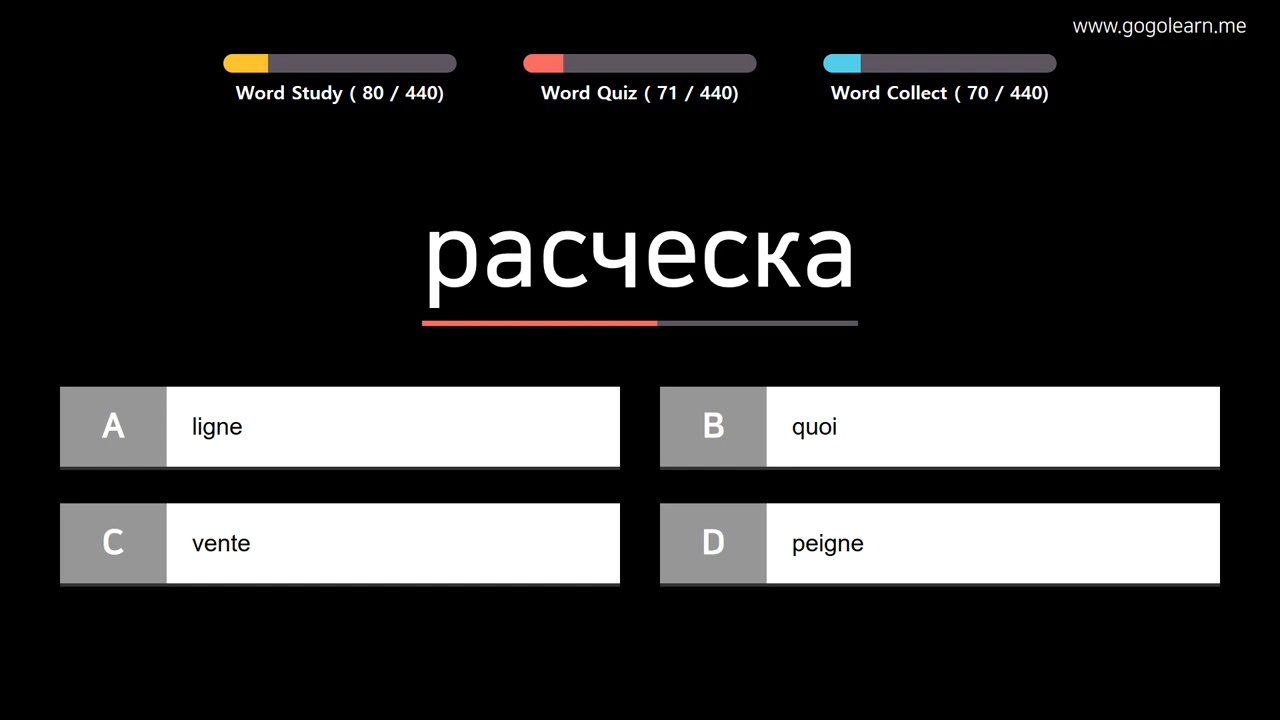 www.gogolearn.me
Word Study ( 80 / 440)
Word Quiz ( 71 / 440)
Word Collect ( 70 / 440)
расческа
A ligne
B quoi
C vente
D peigne